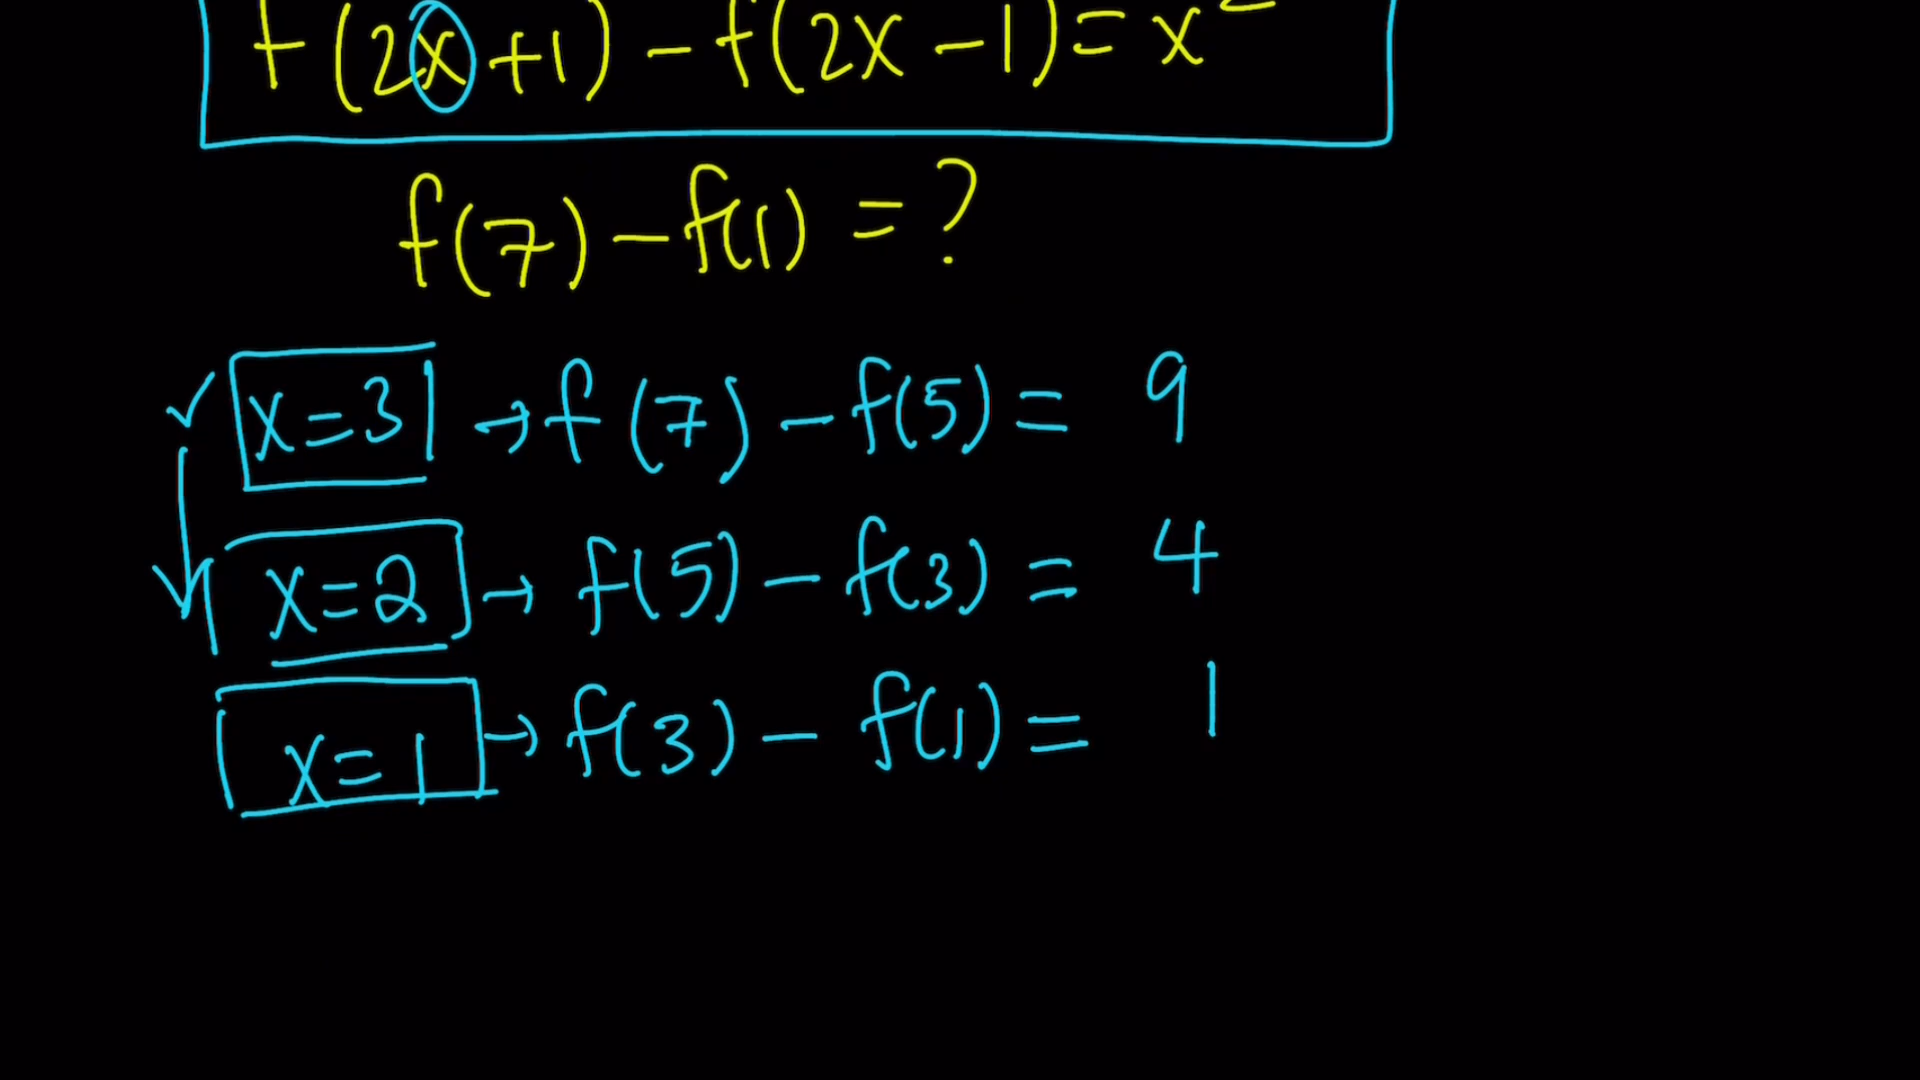 f(2x+1) - f(2x-1) = x²
f(7) - f(1) = ?
✓ x=3 → f(7) - f(5) = 9
x=2 → f(5) - f(3) = 4
x=1 → f(3) - f(1) = 1